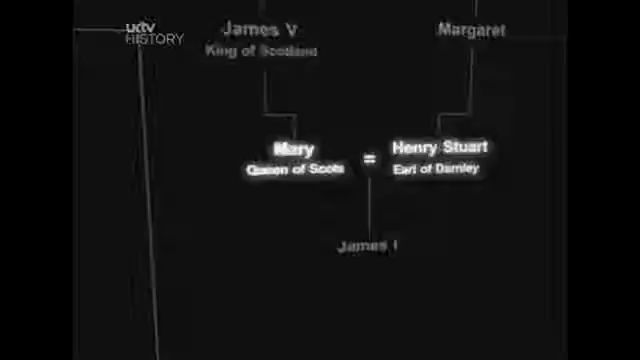 uktv
HISTORY
James V
King of Scotland
Margaret
Mary
Queen of Scots
=
Henry Stuart
Earl of Darnley
James I